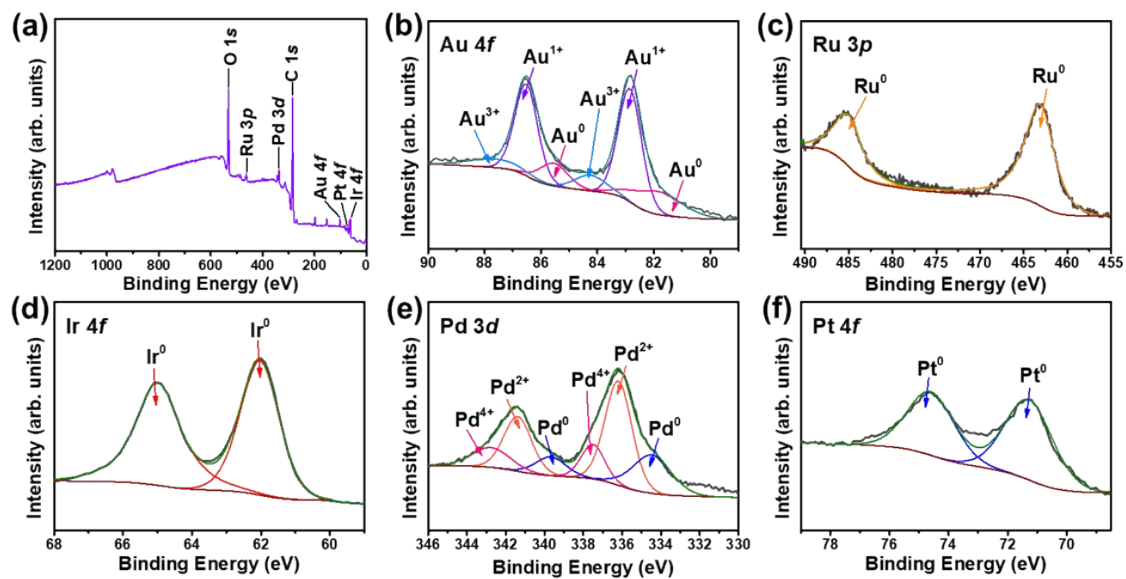 (a)
O 1s
Ru 3p
Pd 3d
C 1s
Au 4f
Pt 4f
Ir 4f
Intensity (arb. units)
1200 1000 800 600 400 200 0
Binding Energy (eV)
(b)
Au 4f
Au³⁺
Au¹⁺
Au⁰
Au³⁺
Au¹⁺
Au⁰
Intensity (arb. units)
90 88 86 84 82 80
Binding Energy (eV)
(c)
Ru 3p
Ru⁰
Ru⁰
Intensity (arb. units)
490 485 480 475 470 465 460 455
Binding Energy (eV)
(d)
Ir 4f
Ir⁰
Ir⁰
Intensity (arb. units)
68 66 64 62 60
Binding Energy (eV)
(e)
Pd 3d
Pd⁴⁺
Pd²⁺
Pd⁰
Pd⁴⁺
Pd²⁺
Pd⁰
Intensity (arb. units)
346 344 342 340 338 336 334 332 330
Binding Energy (eV)
(f)
Pt 4f
Pt⁰
Pt⁰
Intensity (arb. units)
78 76 74 72 70
Binding Energy (eV)